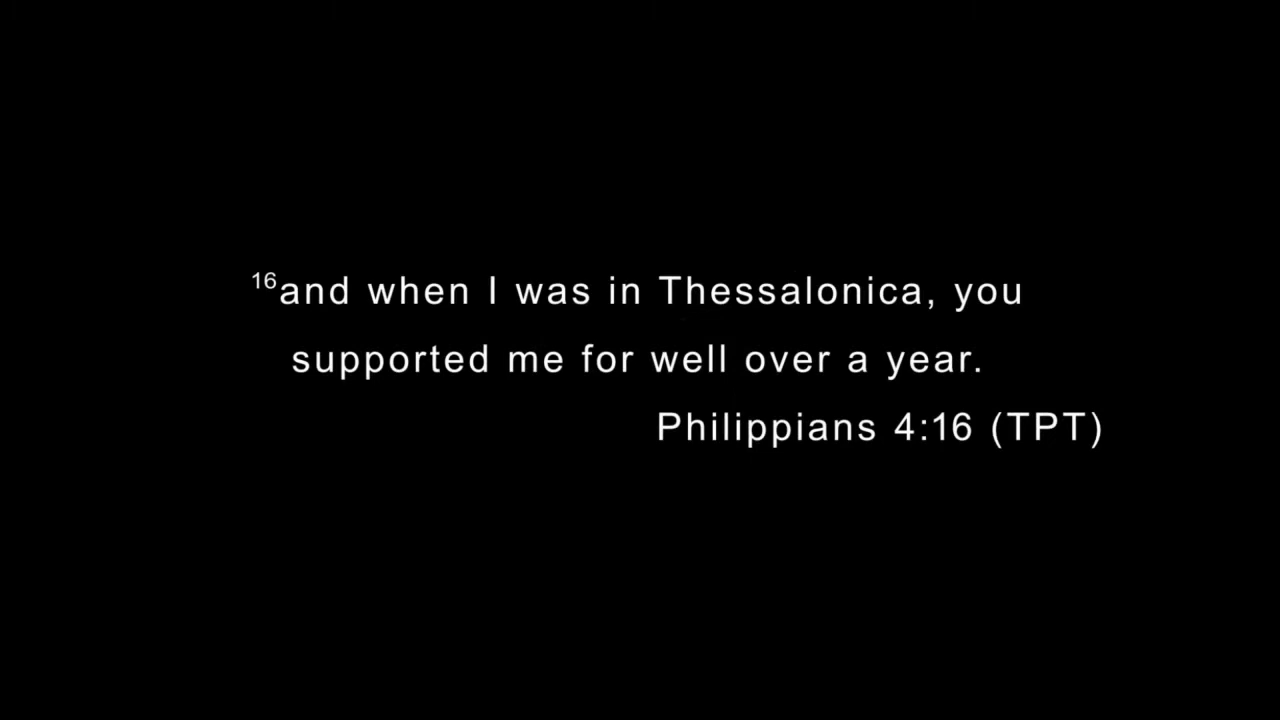 16and when I was in Thessalonica, you
supported me for well over a year.
Philippians 4:16 (TPT)